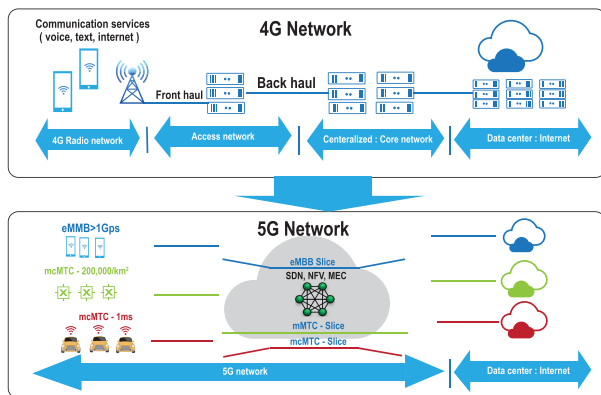 Communication services
( voice, text, internet )
4G Network
Front haul
Back haul
4G Radio network
Access network
Centeralized : Core network
Data center : Internet
5G Network
eMMB>1Gps
eMBB Slice
SDN, NFV, MEC
mcMTC - 200,000/km²
mMTC - Slice
mcMTC - 1ms
mcMTC - Slice
5G network
Data center : Internet